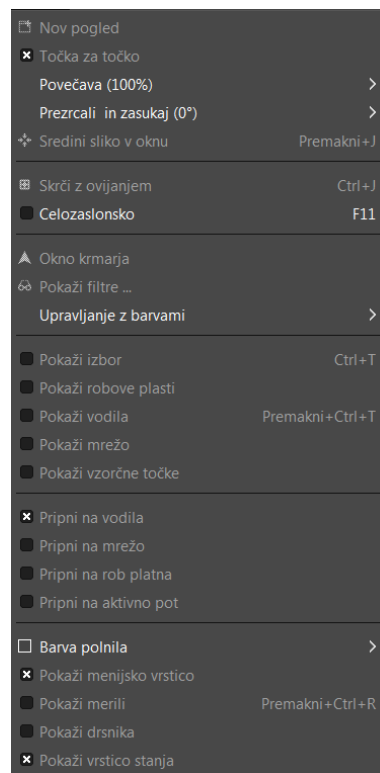 Nov pogled
Točka za točko
Povečava (100%)
Prezrcali in zasukaj (0°)
Sredini sliko v oknu Premakni+J
Skrči z ovijanjem Ctrl+J
Celozaslonsko F11
Okno krmarja
Pokaži filtre ...
Upravljanje z barvami
Pokaži izbor Ctrl+T
Pokaži robove plasti
Pokaži vodila Premakni+Ctrl+T
Pokaži mrežo
Pokaži vzorčne točke
Pripni na vodila
Pripni na mrežo
Pripni na rob platna
Pripni na aktivno pot
Barva polnila
Pokaži menijsko vrstico
Pokaži merili Premakni+Ctrl+R
Pokaži drsnika
Pokaži vrstico stanja